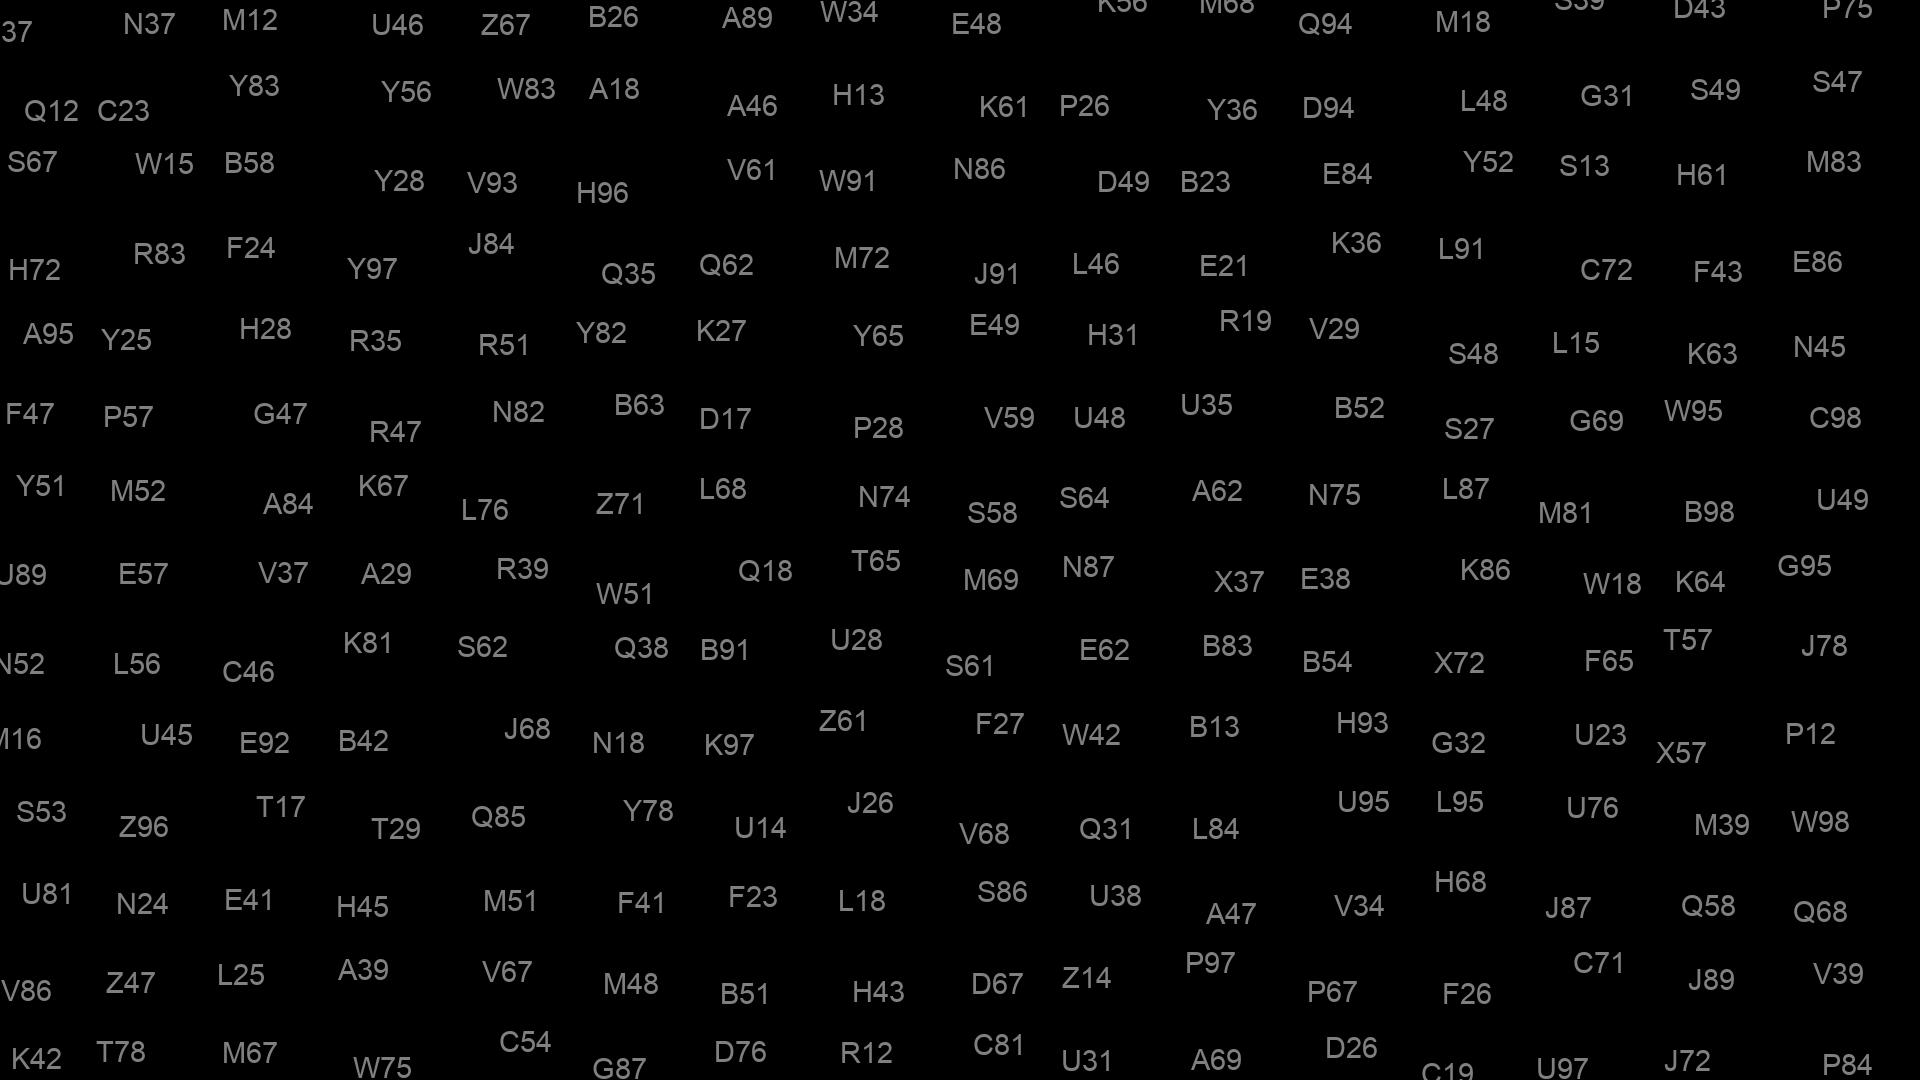 37 N37 M12 U46 Z67 B26 A89 W34 E48 K56 M68 Q94 M18 S39 D43 P75
Q12 C23 Y83 Y56 W83 A18 A46 H13 K61 P26 Y36 D94 L48 G31 S49 S47
S67 W15 B58 Y28 V93 H96 V61 W91 N86 D49 B23 E84 Y52 S13 H61 M83
H72 R83 F24 Y97 J84 Q35 Q62 M72 J91 L46 E21 K36 L91 C72 F43 E86
A95 Y25 H28 R35 R51 Y82 K27 Y65 E49 H31 R19 V29 S48 L15 K63 N45
F47 P57 G47 R47 N82 B63 D17 P28 V59 U48 U35 B52 S27 G69 W95 C98
Y51 M52 A84 K67 L76 Z71 L68 N74 S58 S64 A62 N75 L87 M81 B98 U49
U89 E57 V37 A29 R39 W51 Q18 T65 M69 N87 X37 E38 K86 W18 K64 G95
N52 L56 C46 K81 S62 Q38 B91 U28 S61 E62 B83 B54 X72 F65 T57 J78
M16 U45 E92 B42 J68 N18 K97 Z61 F27 W42 B13 H93 G32 U23 X57 P12
S53 Z96 T17 T29 Q85 Y78 U14 J26 V68 Q31 L84 U95 L95 U76 M39 W98
U81 N24 E41 H45 M51 F41 F23 L18 S86 U38 A47 V34 H68 J87 Q58 Q68
V86 Z47 L25 A39 V67 M48 B51 H43 D67 Z14 P97 P67 F26 C71 J89 V39
K42 T78 M67 W75 C54 G87 D76 R12 C81 U31 A69 D26 C19 U97 J72 P84